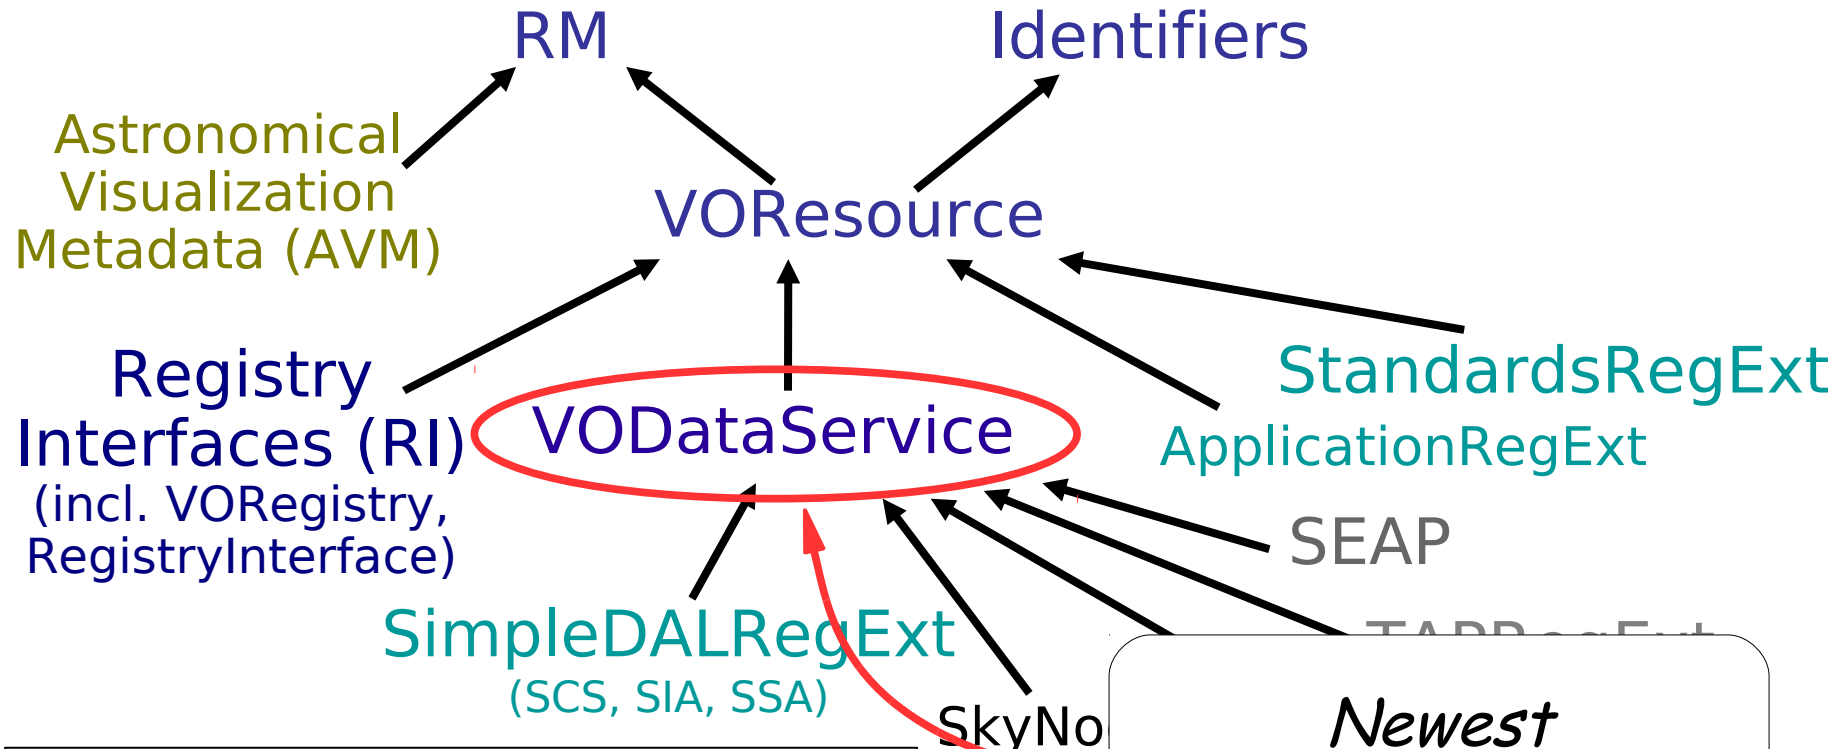 RM
Identifiers
Astronomical
Visualization
Metadata (AVM)
VOResource
Registry
Interfaces (RI)
(incl. VORegistry,
RegistryInterface)
VODataService
StandardsRegExt
ApplicationRegExt
SEAP
TAPRegExt
SimpleDALRegExt
(SCS, SIA, SSA)
Newest